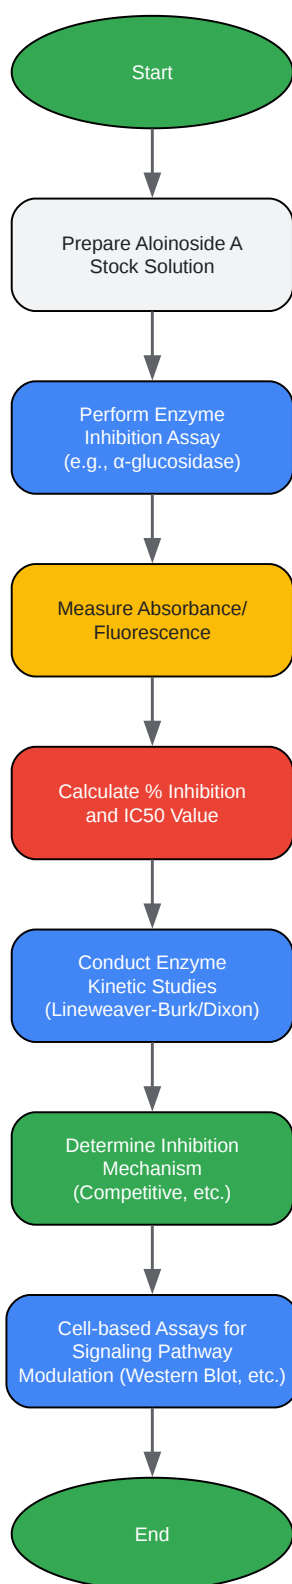 Start
Prepare Aloinoside A
Stock Solution
Perform Enzyme
Inhibition Assay
(e.g., α-glucosidase)
Measure Absorbance/
Fluorescence
Calculate % Inhibition
and IC50 Value
Conduct Enzyme
Kinetic Studies
(Lineweaver-Burk/Dixon)
Determine Inhibition
Mechanism
(Competitive, etc.)
Cell-based Assays for
Signaling Pathway
Modulation (Western Blot, etc.)
End